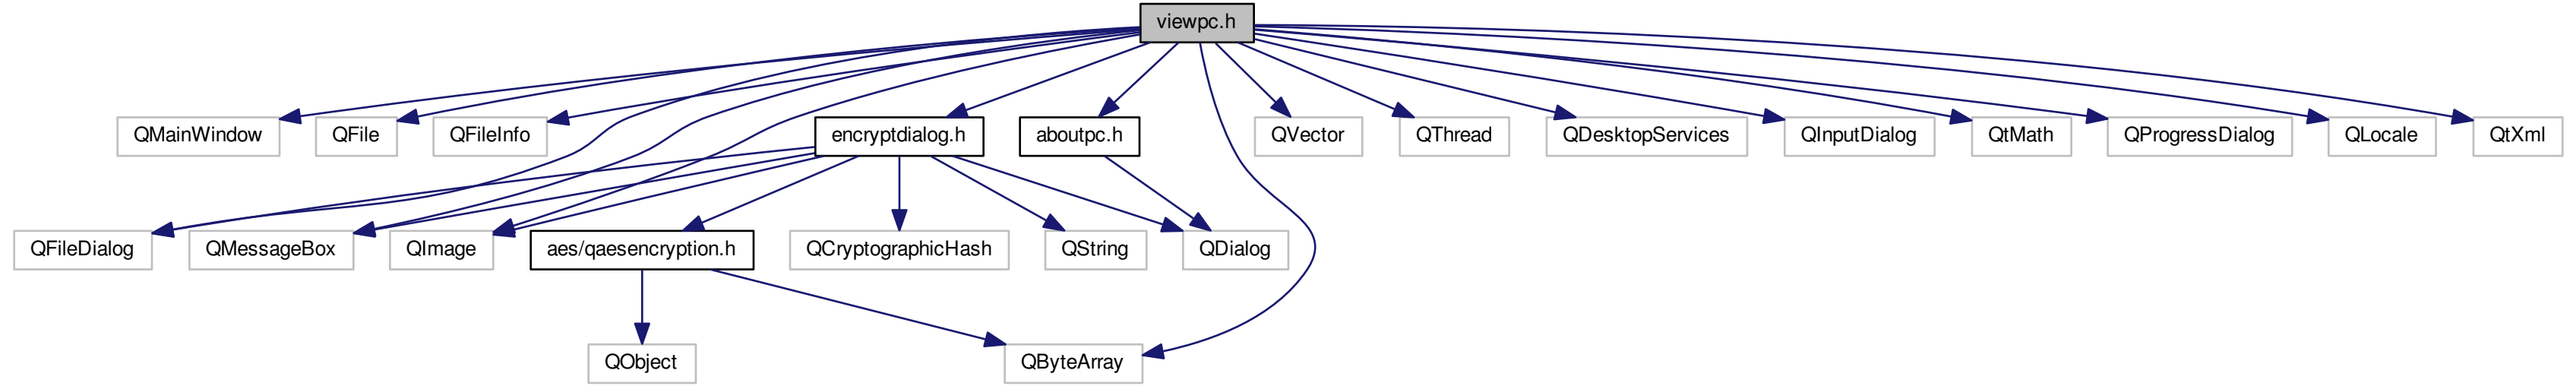 viewpc.h
QMainWindow
QFile
QFileInfo
encryptdialog.h
aboutpc.h
QVector
QThread
QDesktopServices
QInputDialog
QtMath
QProgressDialog
QLocale
QtXml
QFileDialog
QMessageBox
QImage
aes/qaesencryption.h
QCryptographicHash
QString
QDialog
QObject
QByteArray